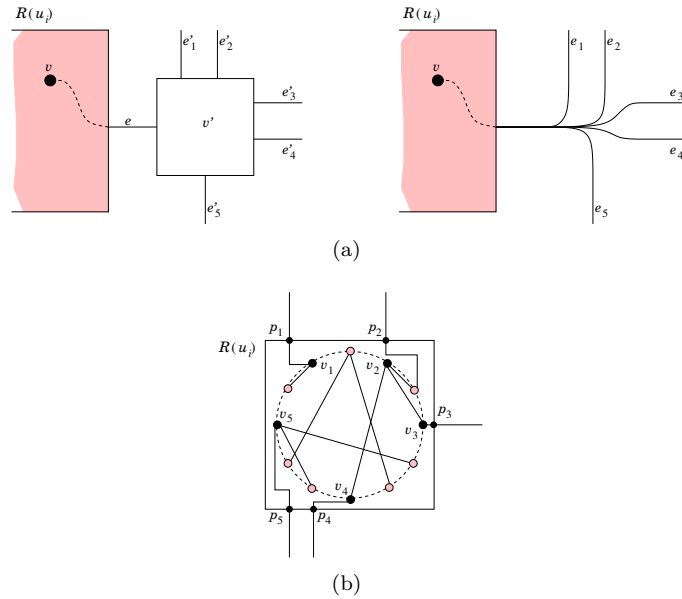 R(u_i)
v
e
v'
e'_1
e'_2
e'_3
e'_4
e'_5
R(u_i)
v
e_1
e_2
e_3
e_4
e_5
(a)
p_1
p_2
R(u_i)
v_1
v_2
p_3
v_5
v_3
v_4
p_5
p_4
(b)